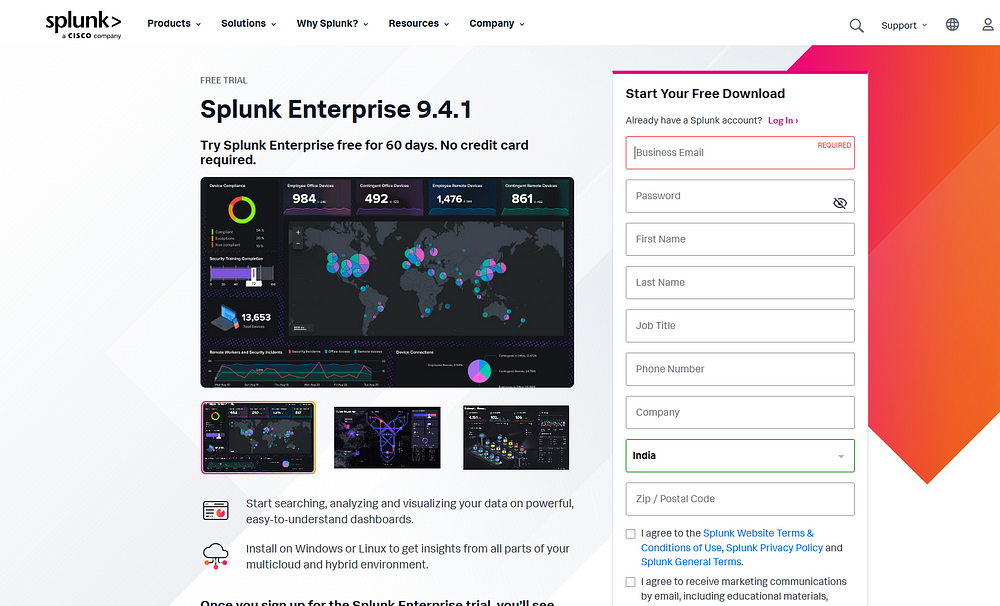 splunk>
a CISCO company
Products
Solutions
Why Splunk?
Resources
Company
Support
FREE TRIAL
Splunk Enterprise 9.4.1
Try Splunk Enterprise free for 60 days. No credit card
required.
Device Compliance
Compliant
Exceptions
Non-compliant
Security Training Completion
13,653
Total Devices
Employee Office Devices
984
Contingent Office Devices
492
Employee Remote Devices
1,476
Contingent Remote Devices
861
Remote Workers and Security Incidents
Security Incidents
Office Access
Remote Access
Device Connections
Start searching, analyzing and visualizing your data on powerful,
easy-to-understand dashboards.
Install on Windows or Linux to get insights from all parts of your
multicloud and hybrid environment.
Once you sign up for the Splunk Enterprise trial, you'll see
Start Your Free Download
Already have a Splunk account? Log In ›
Business Email
REQUIRED
Password
First Name
Last Name
Job Title
Phone Number
Company
India
Zip / Postal Code
I agree to the Splunk Website Terms &
Conditions of Use, Splunk Privacy Policy and
Splunk General Terms.
I agree to receive marketing communications
by email, including educational materials,